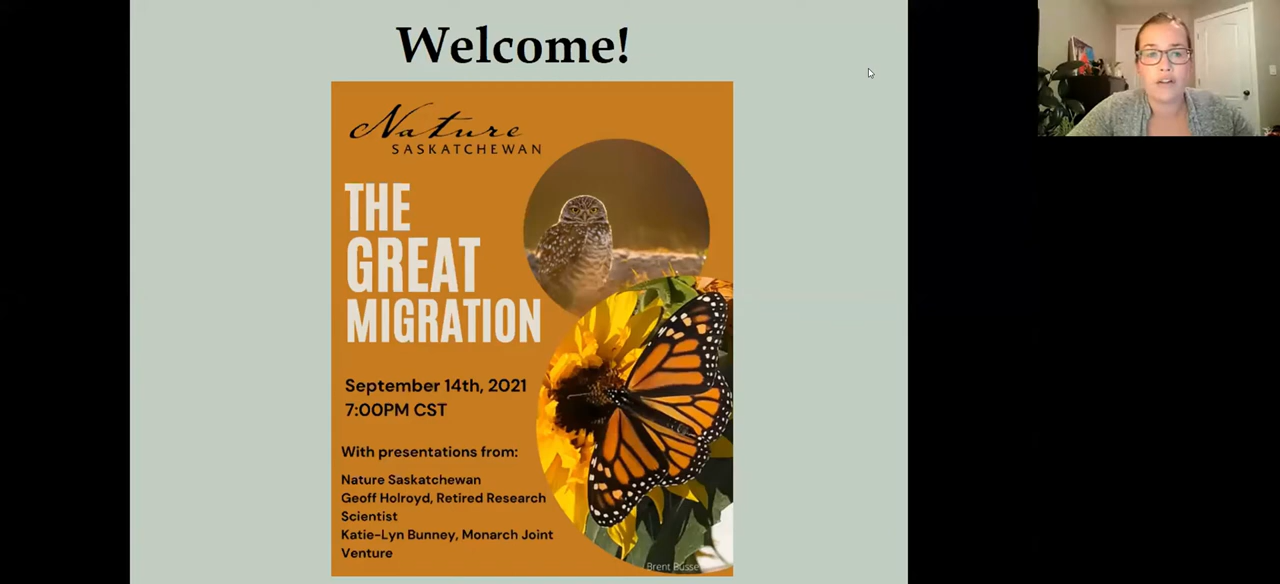 Welcome!
Nature
SASKATCHEWAN
THE
GREAT
MIGRATION
September 14th, 2021
7:00PM CST
With presentations from:
Nature Saskatchewan
Geoff Holroyd, Retired Research
Scientist
Katie-Lyn Bunney, Monarch Joint
Venture
Brent